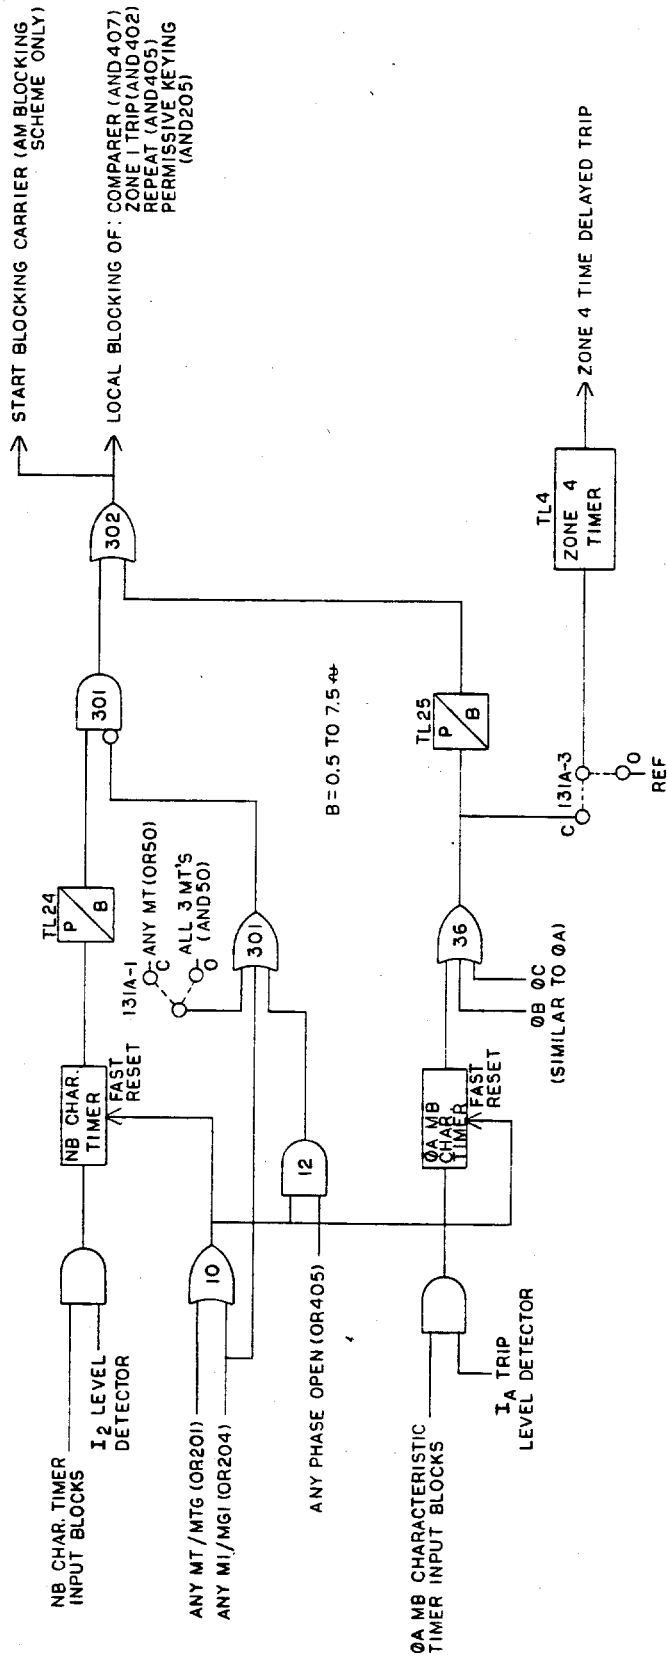 START BLOCKING CARRIER (AM BLOCKING
SCHEME ONLY)
LOCAL BLOCKING OF: COMPARER (AND407)
ZONE 1 TRIP (AND402)
REPEAT (AND405)
PERMISSIVE KEYING
(AND205)
302
301
TL24
P
B
NB CHAR.
TIMER
FAST
RESET
I2 LEVEL
DETECTOR
NB CHAR. TIMER
INPUT BLOCKS
131A-1
C
ANY MT (OR50)
O
ALL 3 MT'S
(AND50)
301
12
10
ANY MT/MTG (OR201)
ANY M1/MG1 (OR204)
ANY PHASE OPEN (OR405)
B = 0.5 TO 7.5 ~
TL25
P
B
36
ØB ØC
(SIMILAR TO ØA)
ØA MB
CHAR.
TIMER
FAST
RESET
IA TRIP
LEVEL DETECTOR
ØA MB CHARACTERISTIC
TIMER INPUT BLOCKS
C
131A-3
O
REF
TL4
ZONE 4
TIMER
ZONE 4 TIME DELAYED TRIP